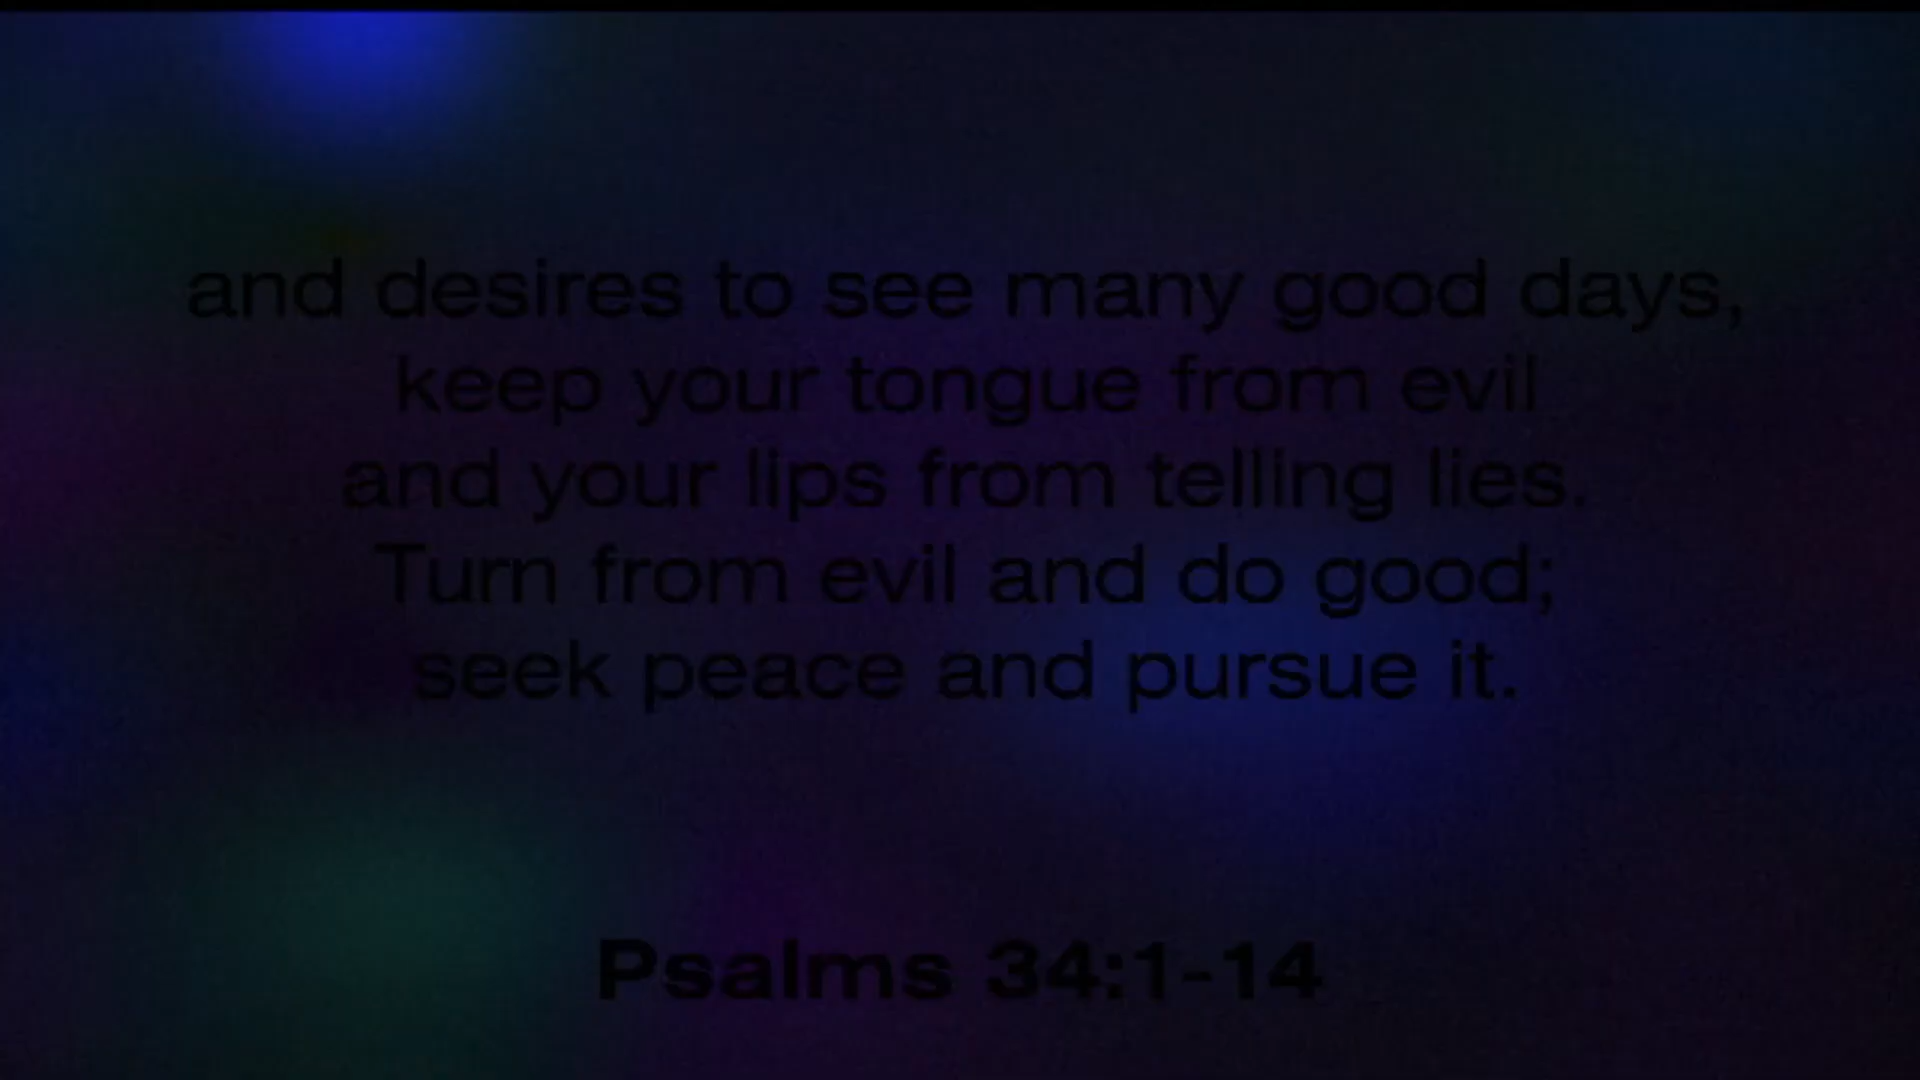 and desires to see many good days,
keep your tongue from evil
and your lips from telling lies.
Turn from evil and do good;
seek peace and pursue it.
Psalms 34:1-14